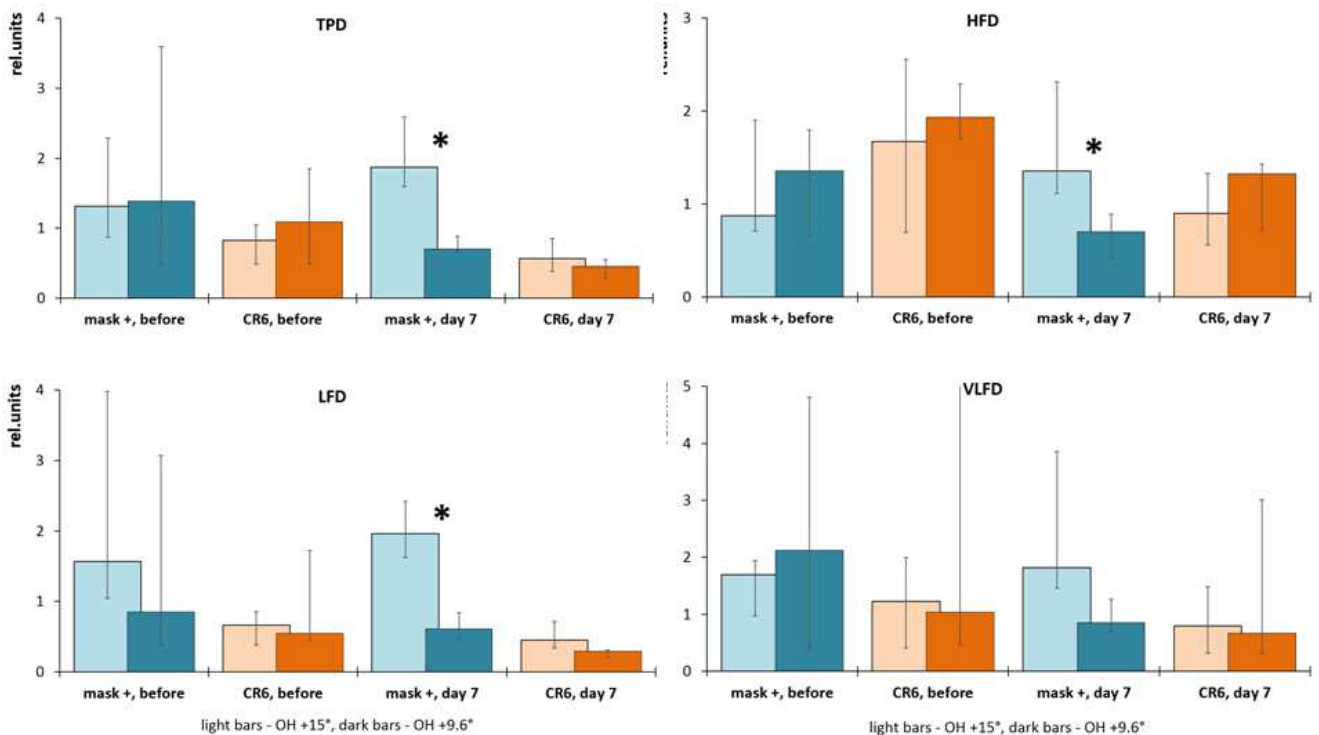 TPD
rel.units
4
3
2
1
0
mask +, before CR6, before mask +, day 7 CR6, day 7
*
HFD
3
2
1
0
mask +, before CR6, before mask +, day 7 CR6, day 7
*
LFD
rel.units
4
3
2
1
0
mask +, before CR6, before mask +, day 7 CR6, day 7
*
light bars - OH +15°, dark bars - OH +9.6°
VLFD
5
4
3
2
1
0
mask +, before CR6, before mask +, day 7 CR6, day 7
light bars - OH +15°, dark bars - OH +9.6°